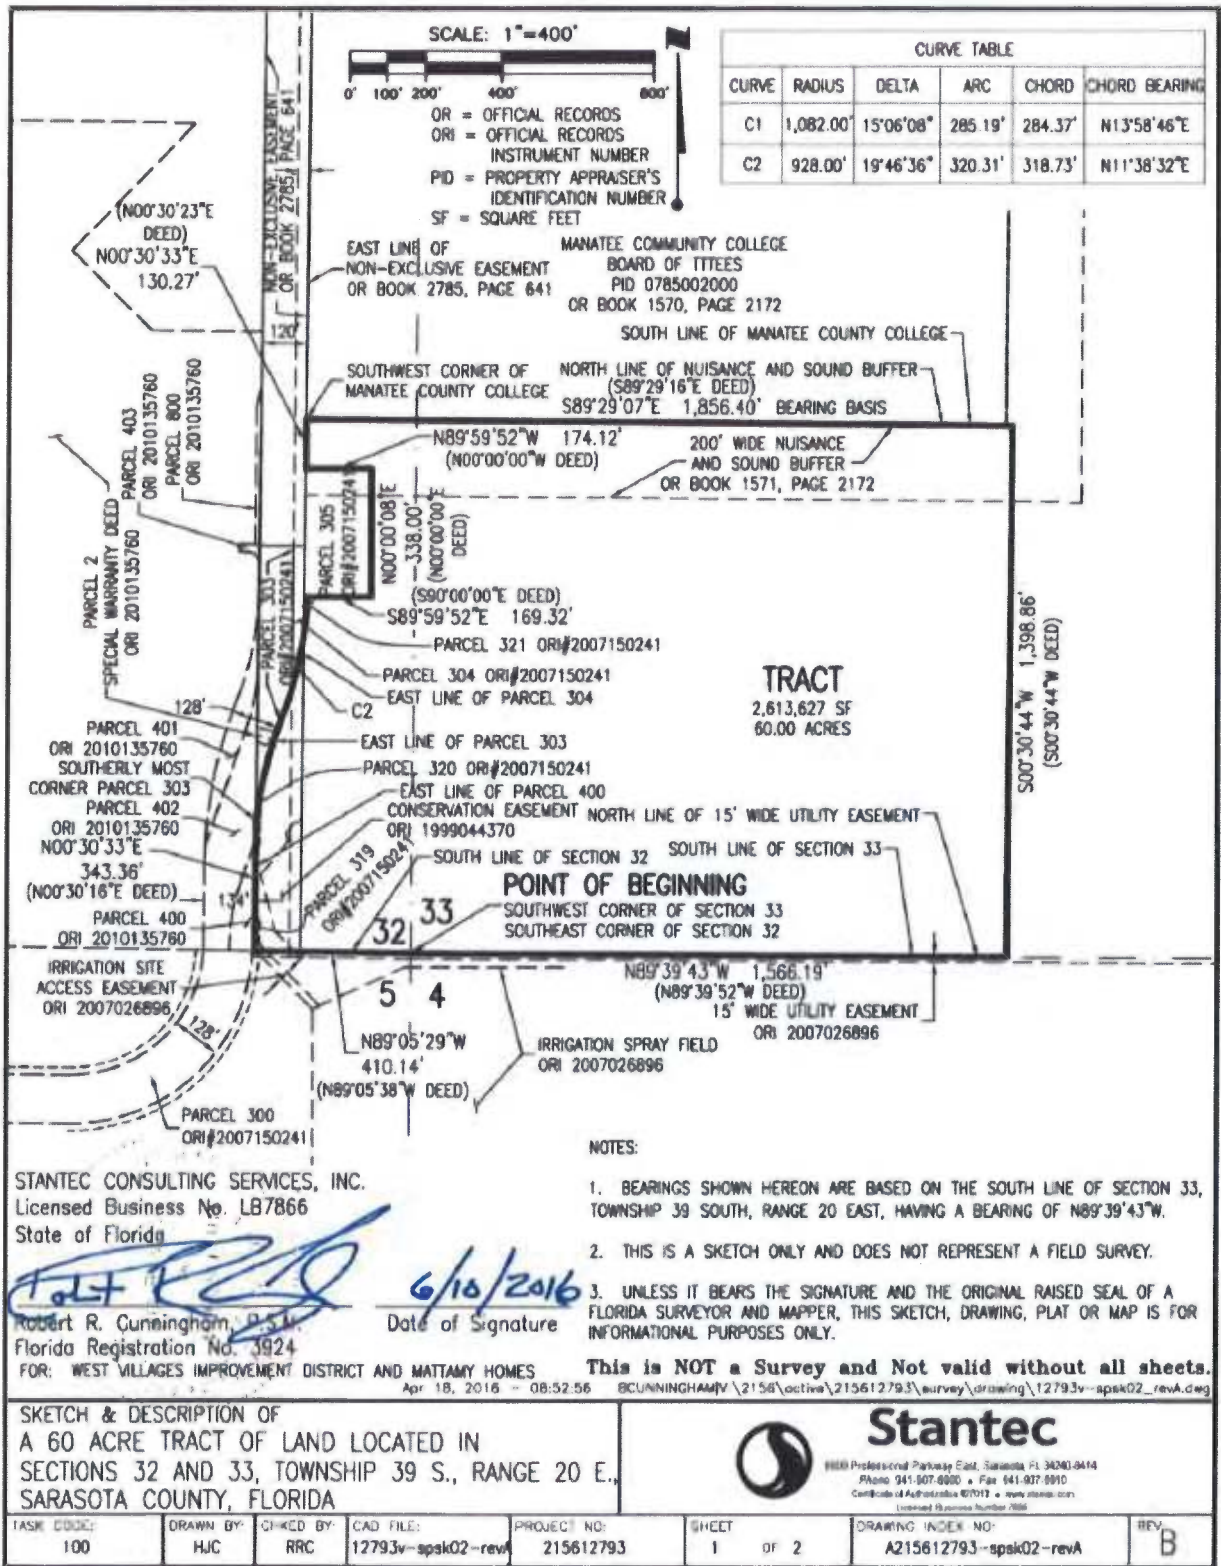 SCALE: 1"=400'
0' 100' 200' 400' 800'
OR = OFFICIAL RECORDS
ORI = OFFICIAL RECORDS
INSTRUMENT NUMBER
PID = PROPERTY APPRAISER'S
IDENTIFICATION NUMBER
SF = SQUARE FEET
CURVE TABLE
CURVE RADIUS DELTA ARC CHORD CHORD BEARING
C1 1,082.00' 15°06'08" 285.19' 284.37' N13°58'46"E
C2 928.00' 19°46'36" 320.31' 318.73' N11°38'32"E
NON-EXCLUSIVE EASEMENT
OR BOOK 2785, PAGE 641
(N00°30'23"E
DEED)
N00°30'33"E
130.27'
120'
EAST LINE OF
NON-EXCLUSIVE EASEMENT
OR BOOK 2785, PAGE 641
MANATEE COMMUNITY COLLEGE
BOARD OF TTTEES
PID 0785002000
OR BOOK 1570, PAGE 2172
SOUTH LINE OF MANATEE COUNTY COLLEGE
SOUTHWEST CORNER OF
MANATEE COUNTY COLLEGE
NORTH LINE OF NUISANCE AND SOUND BUFFER
(S89°29'16"E DEED)
S89°29'07"E 1,856.40' BEARING BASIS
N89°59'52"W 174.12'
(N00°00'00"W DEED)
200' WIDE NUISANCE
AND SOUND BUFFER
OR BOOK 1571, PAGE 2172
PARCEL 403
ORI 2010135760
PARCEL 800
ORI 2010135760
PARCEL 2
SPECIAL WARRANTY DEED
ORI 2010135760
PARCEL 305
ORI#2007150241
N00°00'08"E
338.00'
(N00°00'00"E
DEED)
PARCEL 303
ORI#2007150241
(S90°00'00"E DEED)
S89°59'52"E 169.32'
PARCEL 321 ORI#2007150241
PARCEL 304 ORI#2007150241
EAST LINE OF PARCEL 304
C2
TRACT
2,613,627 SF
60.00 ACRES
S00°30'44"W 1,398.86'
(S00°30'44"W DEED)
128'
PARCEL 401
ORI 2010135760
EAST LINE OF PARCEL 303
SOUTHERLY MOST
CORNER PARCEL 303
PARCEL 320 ORI#2007150241
EAST LINE OF PARCEL 400
PARCEL 402
ORI 2010135760
CONSERVATION EASEMENT
ORI 1999044370
NORTH LINE OF 15' WIDE UTILITY EASEMENT
N00°30'33"E
343.36'
(N00°30'16"E DEED)
PARCEL 319
ORI#2007150241
SOUTH LINE OF SECTION 32
SOUTH LINE OF SECTION 33
POINT OF BEGINNING
SOUTHWEST CORNER OF SECTION 33
SOUTHEAST CORNER OF SECTION 32
32 33
PARCEL 400
ORI 2010135760
IRRIGATION SITE
ACCESS EASEMENT
ORI 2007026896
128'
5 4
N89°39'43"W 1,566.19'
(N89°39'52"W DEED)
15' WIDE UTILITY EASEMENT
ORI 2007026896
N89°05'29"W
410.14'
(N89°05'38"W DEED)
IRRIGATION SPRAY FIELD
ORI 2007026896
PARCEL 300
ORI#2007150241
STANTEC CONSULTING SERVICES, INC.
Licensed Business No. LB7866
State of Florida
6/10/2016
Robert R. Cunningham, P.S.M.
Date of Signature
Florida Registration No. 3924
FOR: WEST VILLAGES IMPROVEMENT DISTRICT AND MATTAMY HOMES
NOTES:
1. BEARINGS SHOWN HEREON ARE BASED ON THE SOUTH LINE OF SECTION 33,
TOWNSHIP 39 SOUTH, RANGE 20 EAST, HAVING A BEARING OF N89°39'43"W.
2. THIS IS A SKETCH ONLY AND DOES NOT REPRESENT A FIELD SURVEY.
3. UNLESS IT BEARS THE SIGNATURE AND THE ORIGINAL RAISED SEAL OF A
FLORIDA SURVEYOR AND MAPPER, THIS SKETCH, DRAWING, PLAT OR MAP IS FOR
INFORMATIONAL PURPOSES ONLY.
This is NOT a Survey and Not valid without all sheets.
Apr 18, 2016 - 08:52:56 BCUNNINGHAM V:\2156\active\215612793\survey\drawing\12793v-spsk02_revA.dwg
SKETCH & DESCRIPTION OF
A 60 ACRE TRACT OF LAND LOCATED IN
SECTIONS 32 AND 33, TOWNSHIP 39 S., RANGE 20 E.,
SARASOTA COUNTY, FLORIDA
Stantec
Professional Parkway East, Sarasota, FL 34240-8414
TASK CODE: 100
DRAWN BY: HJC
CHKED BY: RRC
CAD FILE: 12793v-spsk02-revA
PROJECT NO: 215612793
SHEET 1 OF 2
DRAWING INDEX NO: A215612793-spsk02-revA
REV: B